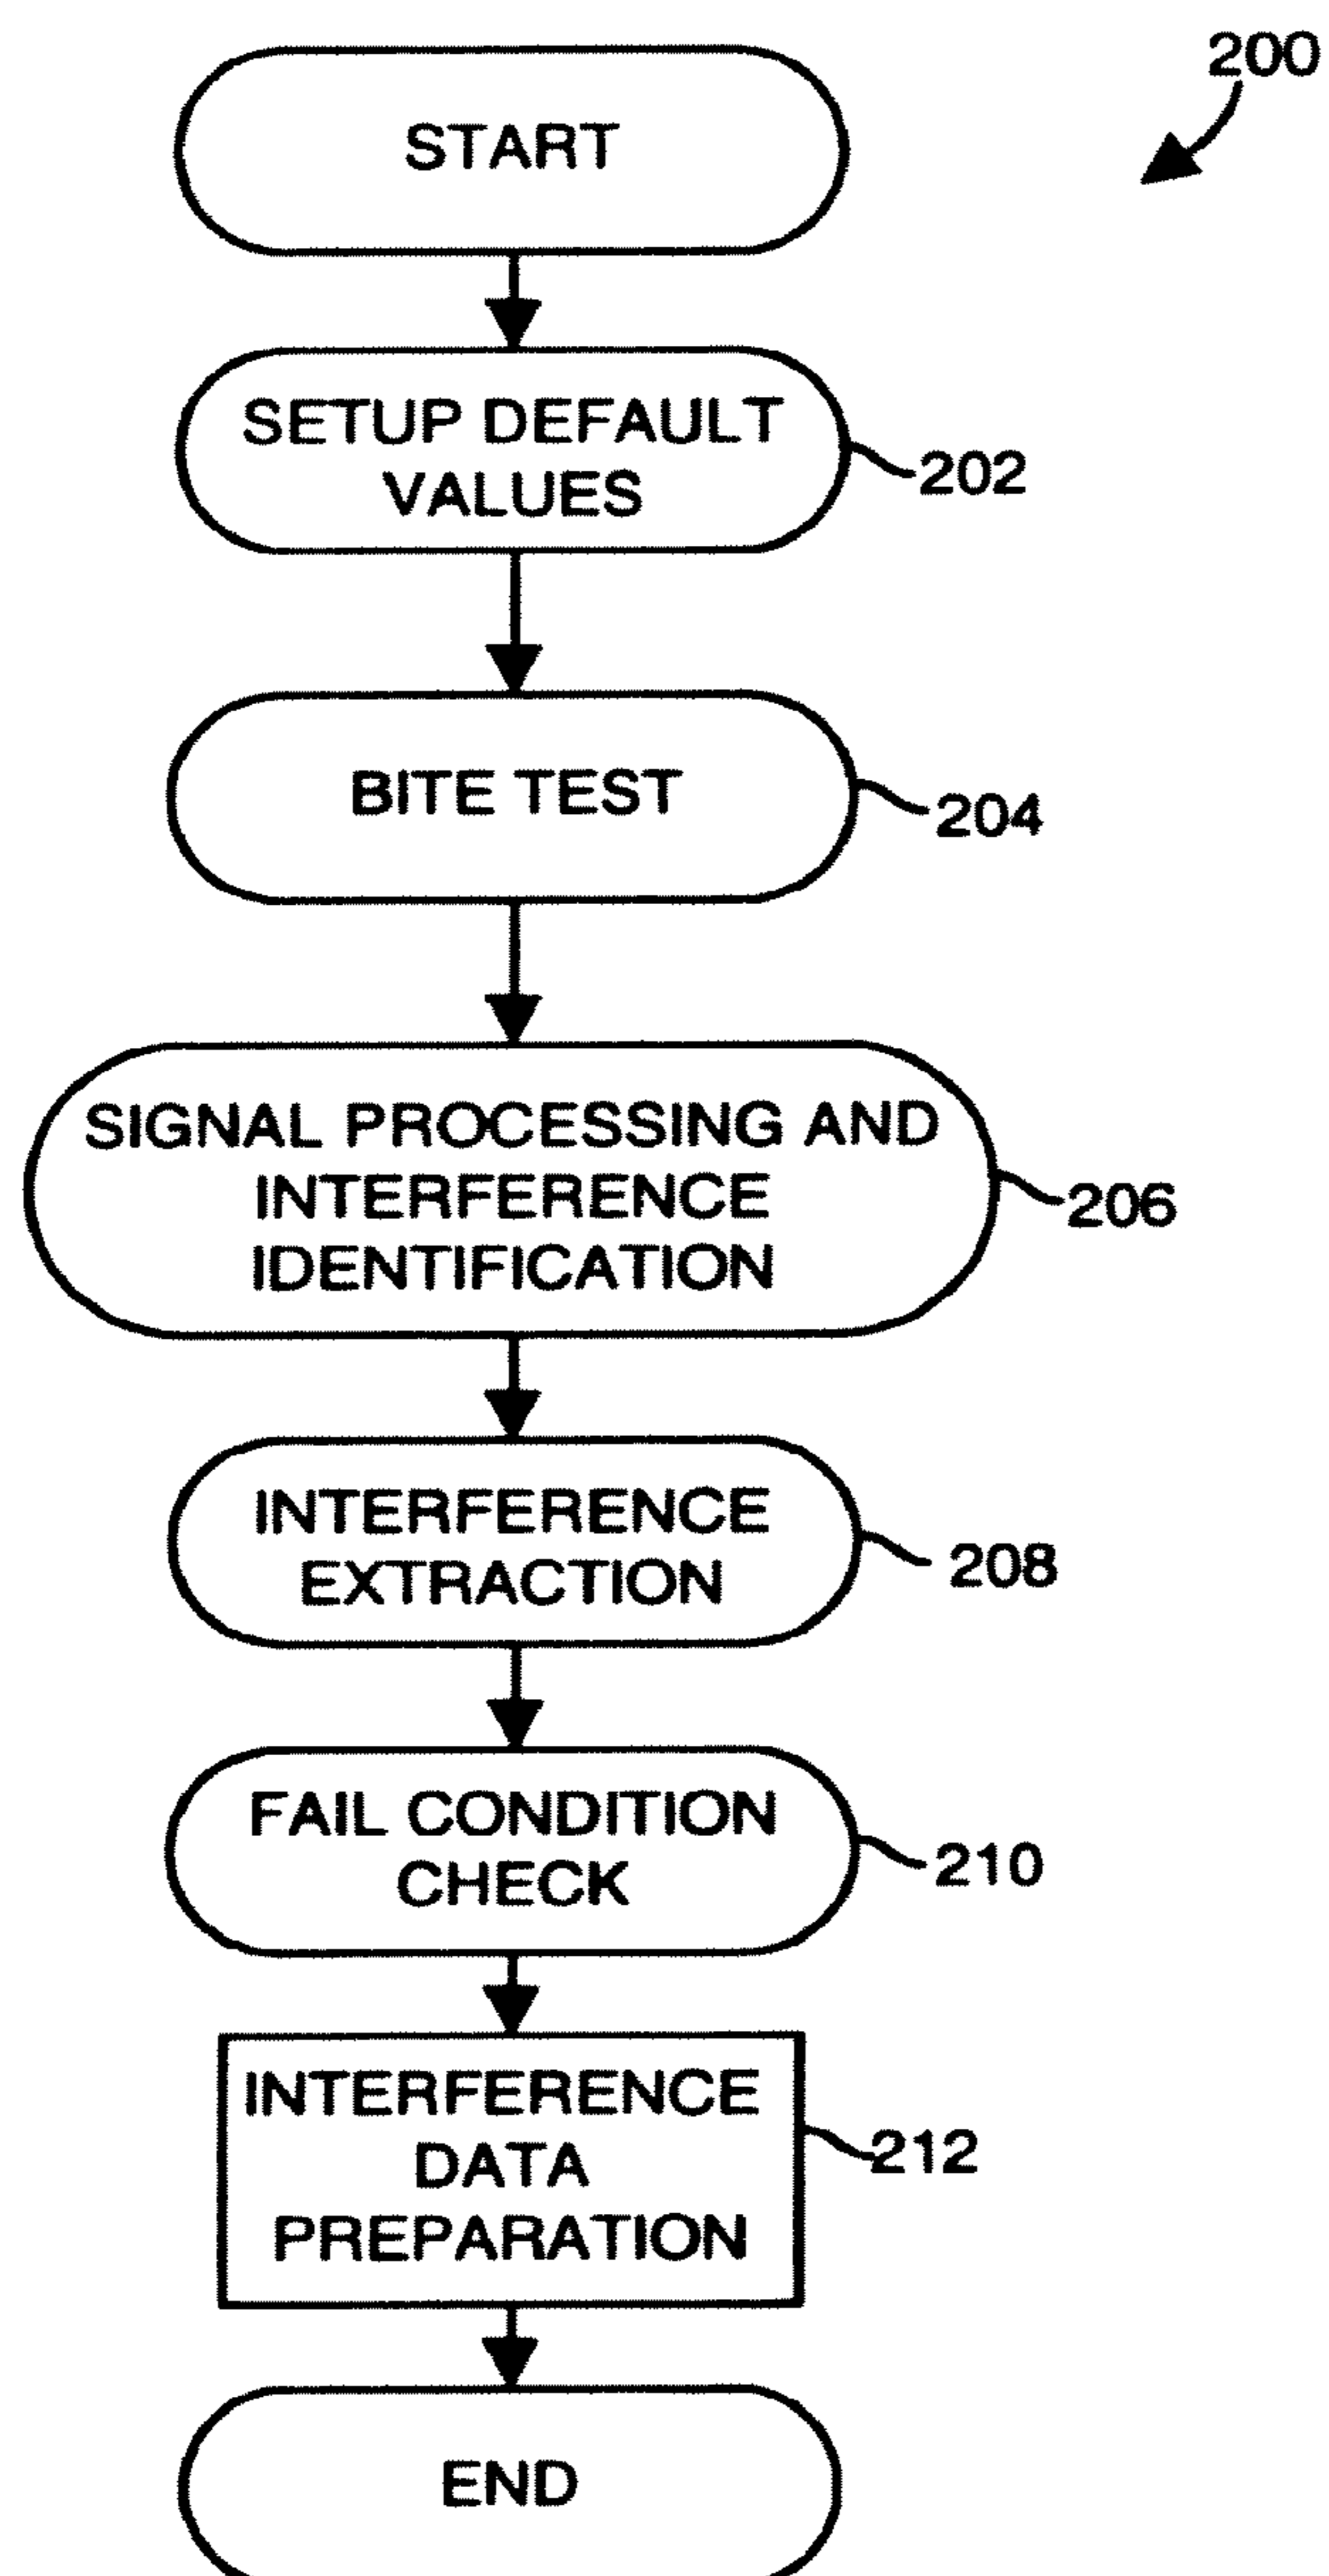 200
START
SETUP DEFAULT
VALUES
202
BITE TEST
204
SIGNAL PROCESSING AND
INTERFERENCE
IDENTIFICATION
206
INTERFERENCE
EXTRACTION
208
FAIL CONDITION
CHECK
210
INTERFERENCE
DATA
PREPARATION
212
END